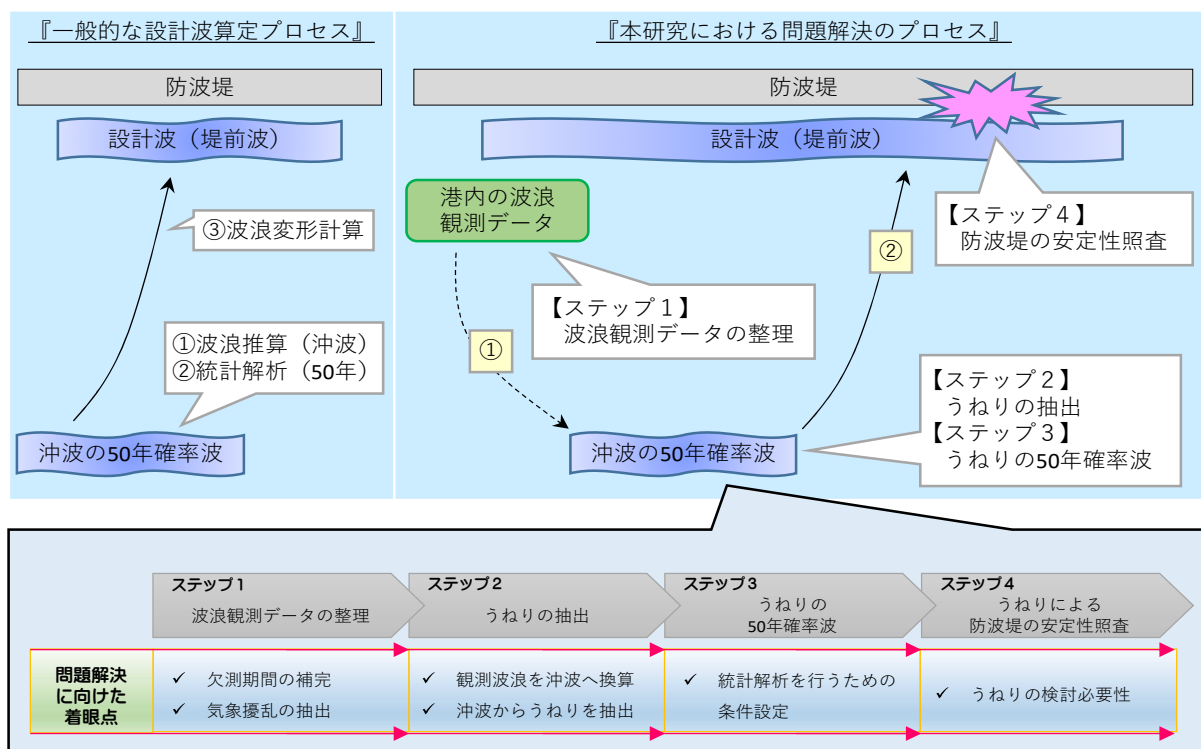 『一般的な設計波算定プロセス』
防波堤
設計波（堤前波）
③波浪変形計算
①波浪推算（沖波）
②統計解析（50年）
沖波の50年確率波
『本研究における問題解決のプロセス』
防波堤
設計波（堤前波）
港内の波浪
観測データ
【ステップ４】
防波堤の安定性照査
②
【ステップ１】
波浪観測データの整理
①
【ステップ２】
うねりの抽出
【ステップ３】
うねりの50年確率波
沖波の50年確率波
ステップ1
波浪観測データの整理
ステップ2
うねりの抽出
ステップ3
うねりの
50年確率波
ステップ4
うねりによる
防波堤の安定性照査
問題解決
に向けた
着眼点
✓ 欠測期間の補完
✓ 気象擾乱の抽出
✓ 観測波浪を沖波へ換算
✓ 沖波からうねりを抽出
✓ 統計解析を行うための
条件設定
✓ うねりの検討必要性